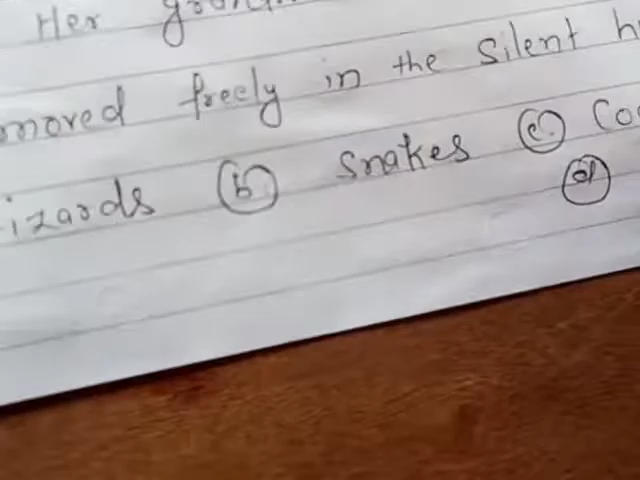 Her
moved freely in the silent
izards (b) snakes (c)
(d)